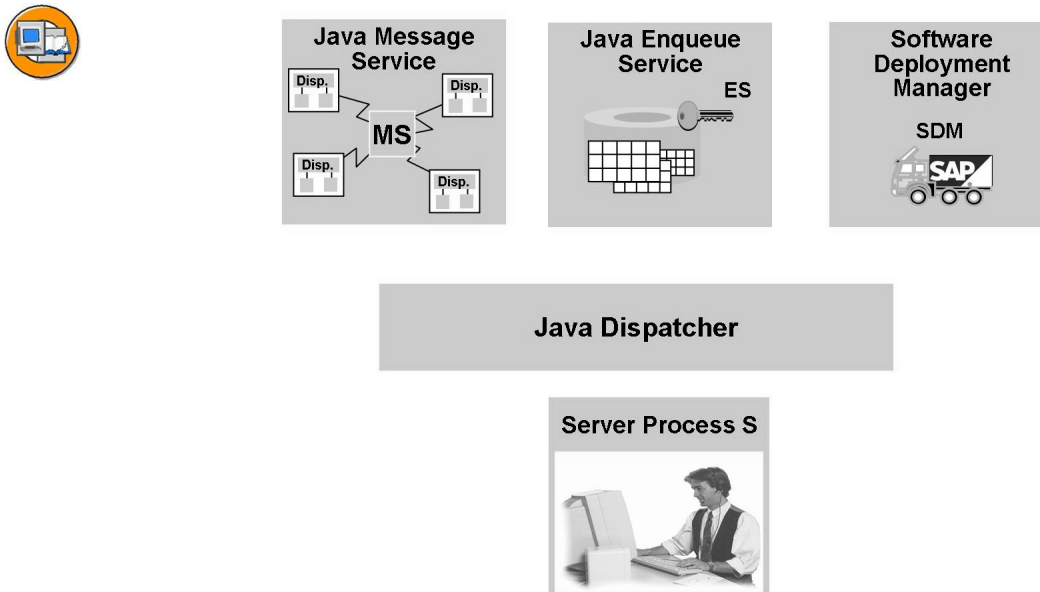 Java Message
Service
Disp.
Disp.
MS
Disp.
Disp.
Java Enqueue
Service
ES
Software
Deployment
Manager
SDM
SAP
Java Dispatcher
Server Process S